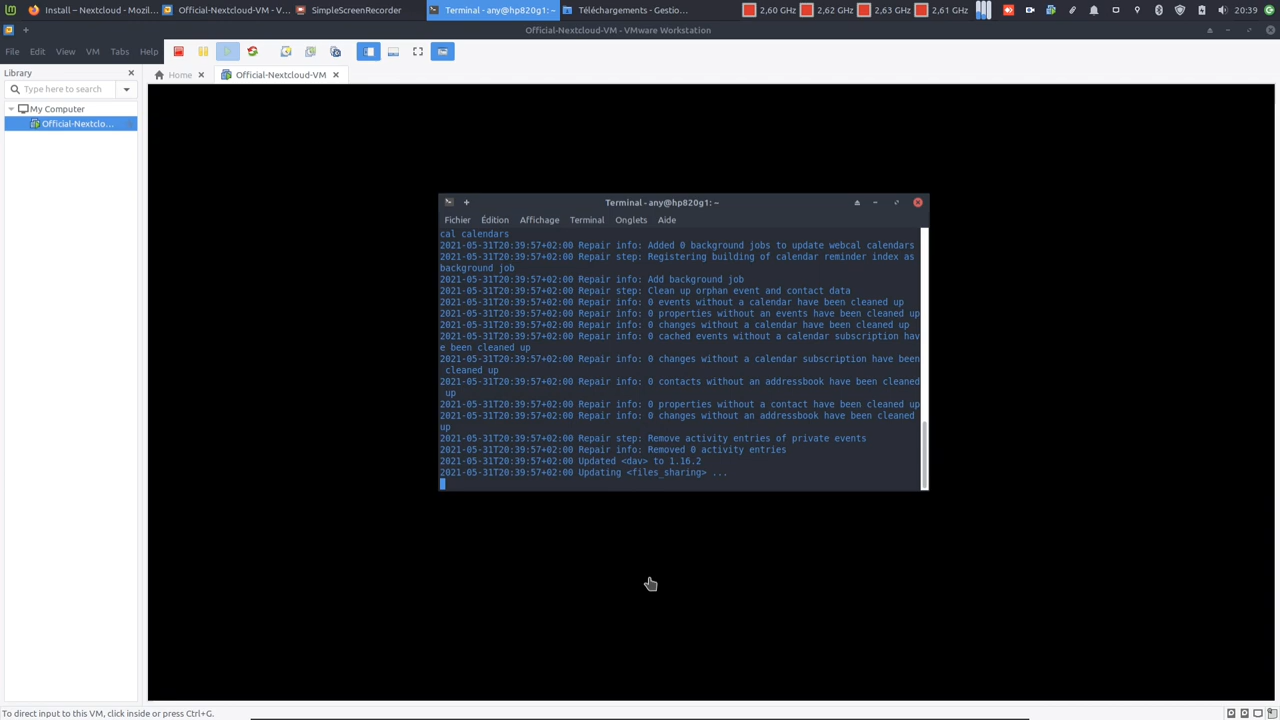 Install – Nextcloud - Mozil...
Official-Nextcloud-VM - V...
SimpleScreenRecorder
Terminal - any@hp820g1: ~
Téléchargements - Gestio...
2,60 GHz
2,62 GHz
2,63 GHz
2,61 GHz
20:39
Official-Nextcloud-VM - VMware Workstation
File Edit View VM Tabs Help
Library
Home
Official-Nextcloud-VM
Type here to search
My Computer
Official-Nextclo...
Terminal - any@hp820g1: ~
Fichier Édition Affichage Terminal Onglets Aide
cal calendars
2021-05-31T20:39:57+02:00 Repair info: Added 0 background jobs to update webcal calendars
2021-05-31T20:39:57+02:00 Repair step: Registering building of calendar reminder index as
background job
2021-05-31T20:39:57+02:00 Repair info: Add background job
2021-05-31T20:39:57+02:00 Repair step: Clean up orphan event and contact data
2021-05-31T20:39:57+02:00 Repair info: 0 events without a calendar have been cleaned up
2021-05-31T20:39:57+02:00 Repair info: 0 properties without an events have been cleaned up
2021-05-31T20:39:57+02:00 Repair info: 0 changes without a calendar have been cleaned up
2021-05-31T20:39:57+02:00 Repair info: 0 cached events without a calendar subscription hav
e been cleaned up
2021-05-31T20:39:57+02:00 Repair info: 0 changes without a calendar subscription have been
cleaned up
2021-05-31T20:39:57+02:00 Repair info: 0 contacts without an addressbook have been cleaned
up
2021-05-31T20:39:57+02:00 Repair info: 0 properties without a contact have been cleaned up
2021-05-31T20:39:57+02:00 Repair info: 0 changes without an addressbook have been cleaned
up
2021-05-31T20:39:57+02:00 Repair step: Remove activity entries of private events
2021-05-31T20:39:57+02:00 Repair info: Removed 0 activity entries
2021-05-31T20:39:57+02:00 Updated <dav> to 1.16.2
2021-05-31T20:39:57+02:00 Updating <files_sharing> ...
To direct input to this VM, click inside or press Ctrl+G.